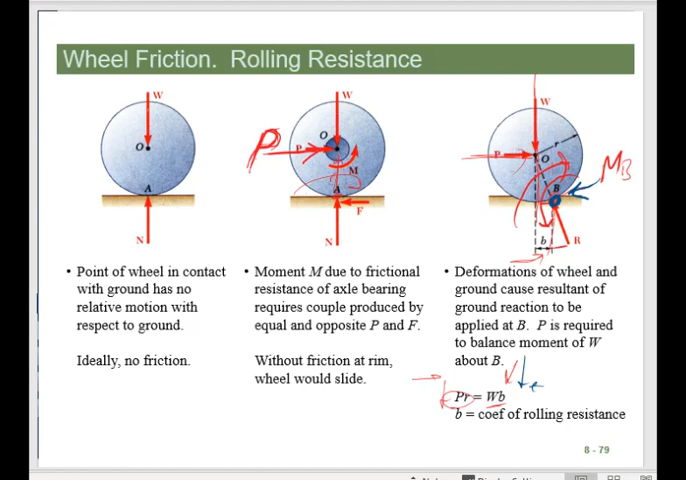 Wheel Friction. Rolling Resistance
W
O
A
N
P
W
O
P
M
A
F
N
W
r
P
O
B
MB
b
R
• Point of wheel in contact
with ground has no
relative motion with
respect to ground.
Ideally, no friction.
• Moment M due to frictional
resistance of axle bearing
requires couple produced by
equal and opposite P and F.
Without friction at rim,
wheel would slide.
• Deformations of wheel and
ground cause resultant of
ground reaction to be
applied at B. P is required
to balance moment of W
about B.
Pr = Wb
b = coef of rolling resistance
8 - 79